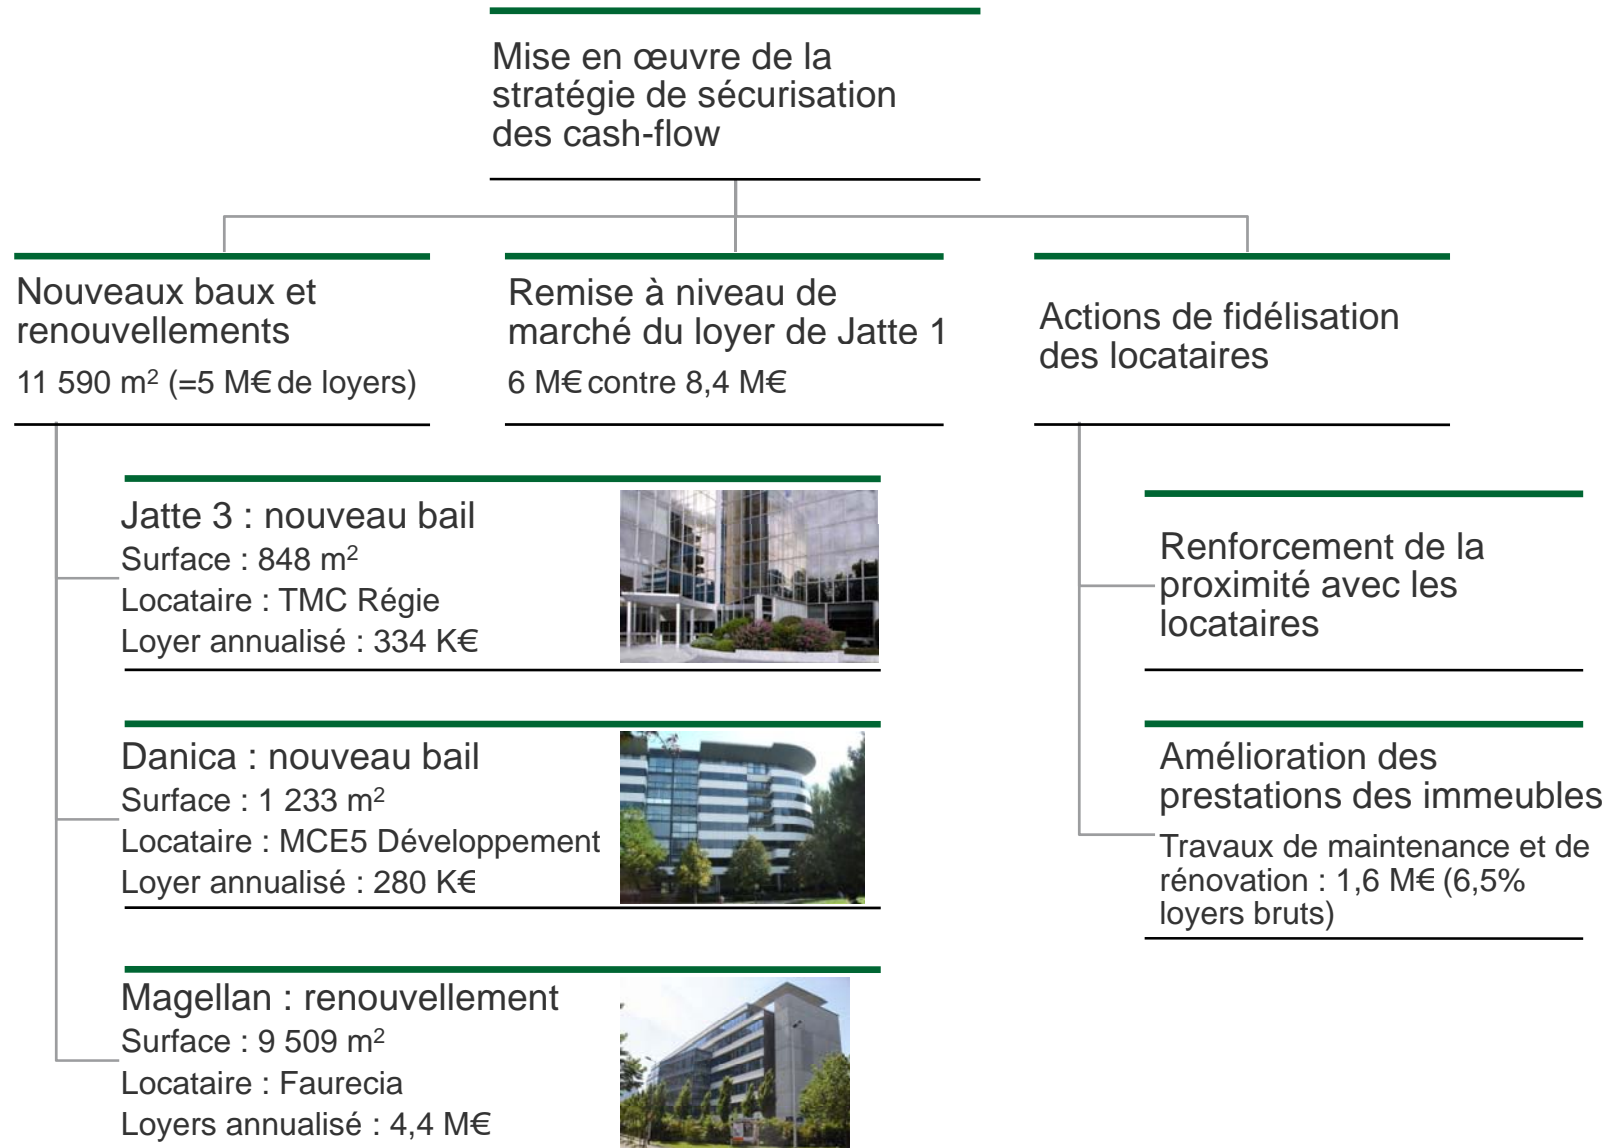 Mise en œuvre de la
stratégie de sécurisation
des cash-flow
Nouveaux baux et
renouvellements
11 590 m² (=5 M€ de loyers)
Remise à niveau de
marché du loyer de Jatte 1
6 M€ contre 8,4 M€
Actions de fidélisation
des locataires
Jatte 3 : nouveau bail
Surface : 848 m²
Locataire : TMC Régie
Loyer annualisé : 334 K€
Danica : nouveau bail
Surface : 1 233 m²
Locataire : MCE5 Développement
Loyer annualisé : 280 K€
Magellan : renouvellement
Surface : 9 509 m²
Locataire : Faurecia
Loyers annualisé : 4,4 M€
Renforcement de la
proximité avec les
locataires
Amélioration des
prestations des immeubles
Travaux de maintenance et de
rénovation : 1,6 M€ (6,5%
loyers bruts)